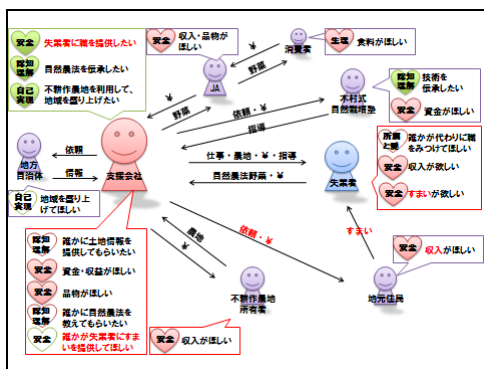 安全 失業者に職を提供したい
認知理解 自然農法を伝承したい
自己実現 不耕作農地を利用して、地域を盛り上げたい
安全 収入・品物がほしい
消費者
生理 食料がほしい
¥
野菜
JA
¥
野菜
依頼・¥
指導
木村式
自然栽培塾
認知理解 技術を伝承したい
安全 資金がほしい
地方
自治体
依頼
情報
支援会社
仕事・農地・¥・指導
自然農法野菜・¥
失業者
所属と愛 誰かが代わりに職をみつけてほしい
安全 収入が欲しい
安全 すまいが欲しい
自己実現 地域を盛り上げてほしい
認知理解 誰かに土地情報を提供してもらいたい
安全 資金・収益がほしい
安全 品物がほしい
認知理解 誰かに自然農法を教えてもらいたい
安全 誰かが失業者にすまいを提供してほしい
農地
¥
依頼・¥
すまい
安全 収入がほしい
不耕作農地
所有者
安全 収入がほしい
地元住居